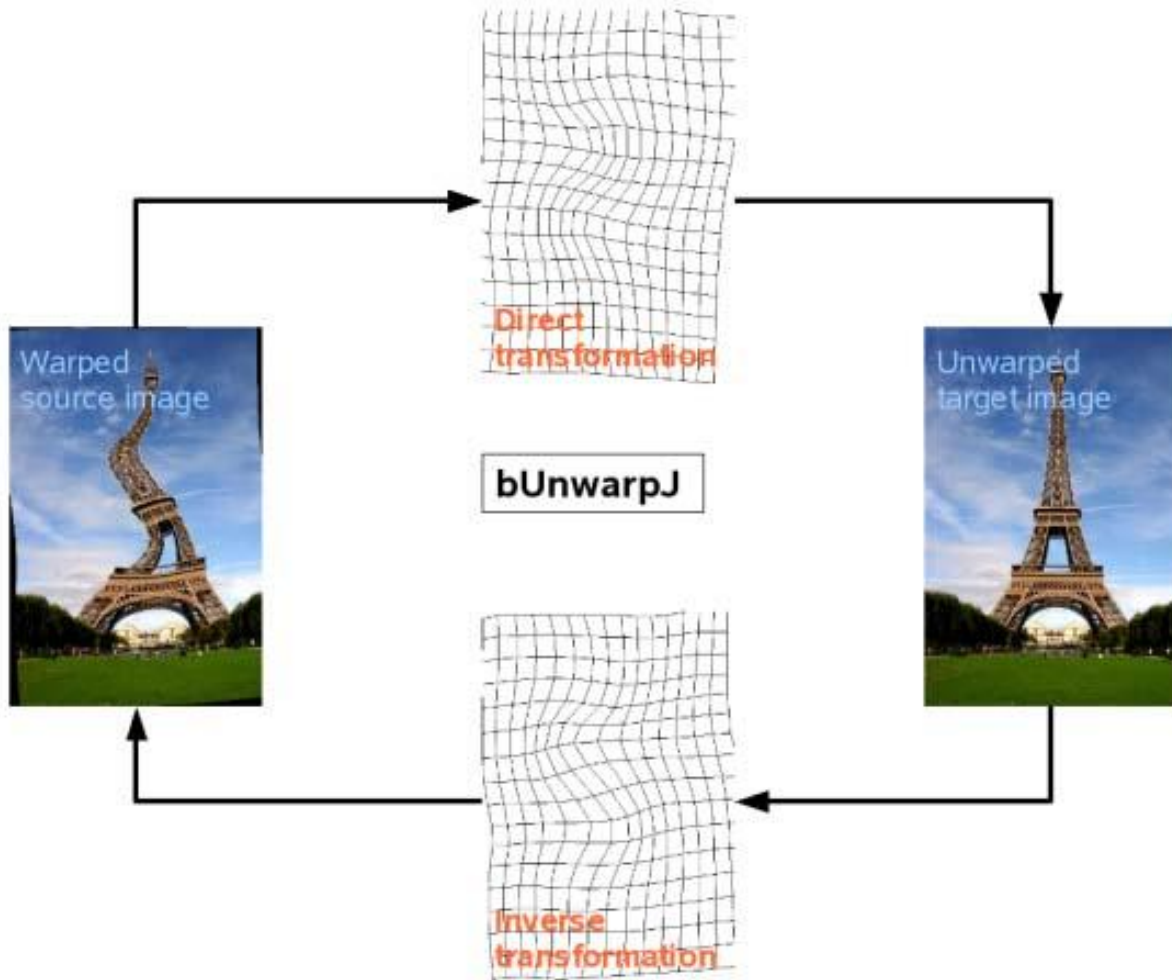 Direct
transformation
Warped
source image
Unwarped
target image
bUnwarpJ
Inverse
transformation